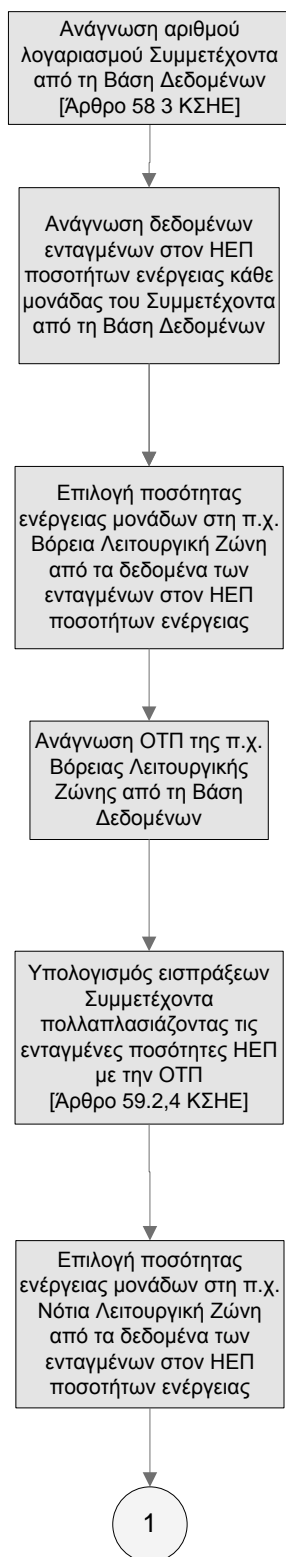 Ανάγνωση αριθμού
λογαριασμού Συμμετέχοντα
από τη Βάση Δεδομένων
[Άρθρο 58 3 ΚΣΗΕ]
Ανάγνωση δεδομένων
ενταγμένων στον ΗΕΠ
ποσοτήτων ενέργειας κάθε
μονάδας του Συμμετέχοντα
από τη Βάση Δεδομένων
Επιλογή ποσότητας
ενέργειας μονάδων στη π.χ.
Βόρεια Λειτουργική Ζώνη
από τα δεδομένα των
ενταγμένων στον ΗΕΠ
ποσοτήτων ενέργειας
Ανάγνωση ΟΤΠ της π.χ.
Βόρειας Λειτουργικής
Ζώνης από τη Βάση
Δεδομένων
Υπολογισμός εισπράξεων
Συμμετέχοντα
πολλαπλασιάζοντας τις
ενταγμένες ποσότητες ΗΕΠ
με την ΟΤΠ
[Άρθρο 59.2,4 ΚΣΗΕ]
Επιλογή ποσότητας
ενέργειας μονάδων στη π.χ.
Νότια Λειτουργική Ζώνη
από τα δεδομένα των
ενταγμένων στον ΗΕΠ
ποσοτήτων ενέργειας
1